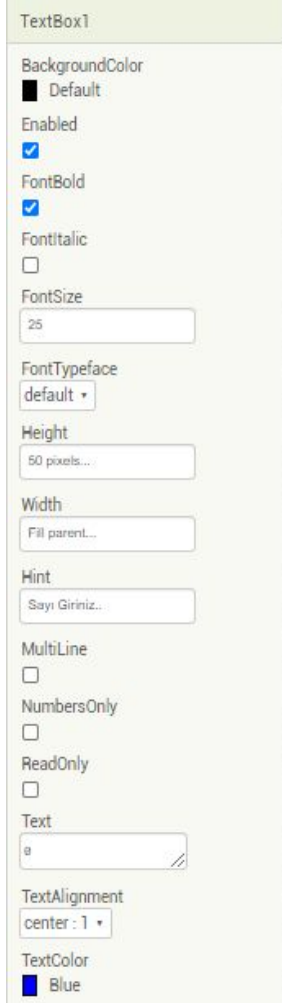 TextBox1
BackgroundColor
Default
Enabled
FontBold
FontItalic
FontSize
25
FontTypeface
default
Height
50 pixels...
Width
Fill parent...
Hint
Sayı Giriniz..
MultiLine
NumbersOnly
ReadOnly
Text
TextAlignment
center : 1
TextColor
Blue